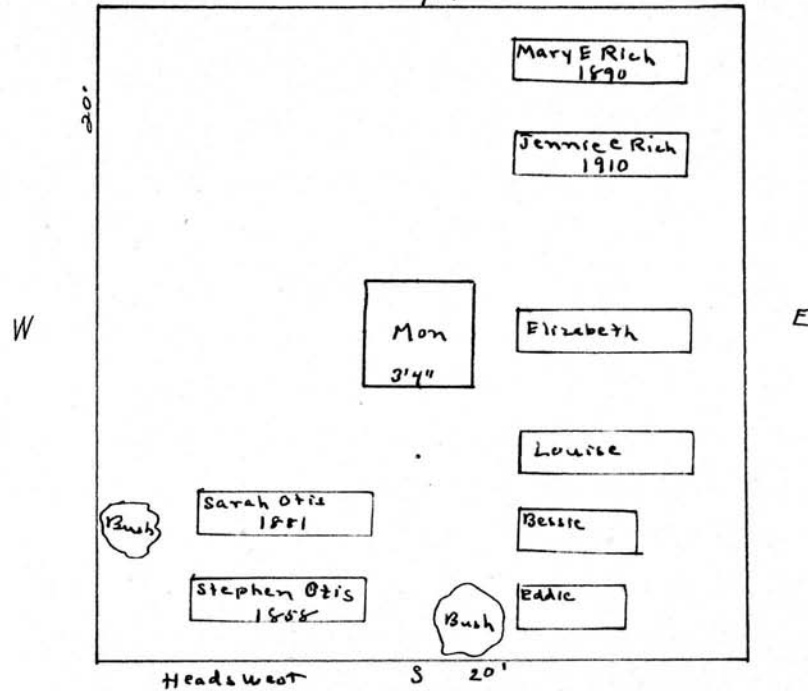 Mary E Rich
1890
20'
Jennie C Rich
1910
W
Mon
3'4"
Elizabeth
E
Louise
Sarah Otis
1881
Bush
Bessie
Stephen Otis
1858
Bush
Eddie
Heads west S 20'